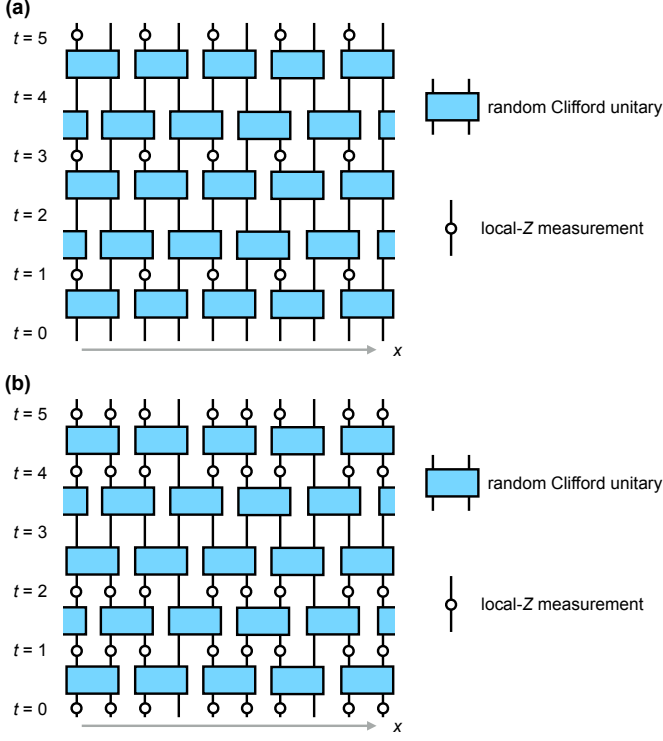 (a)
t = 5
t = 4
t = 3
t = 2
t = 1
t = 0
x
random Clifford unitary
local-Z measurement
(b)
t = 5
t = 4
t = 3
t = 2
t = 1
t = 0
x
random Clifford unitary
local-Z measurement